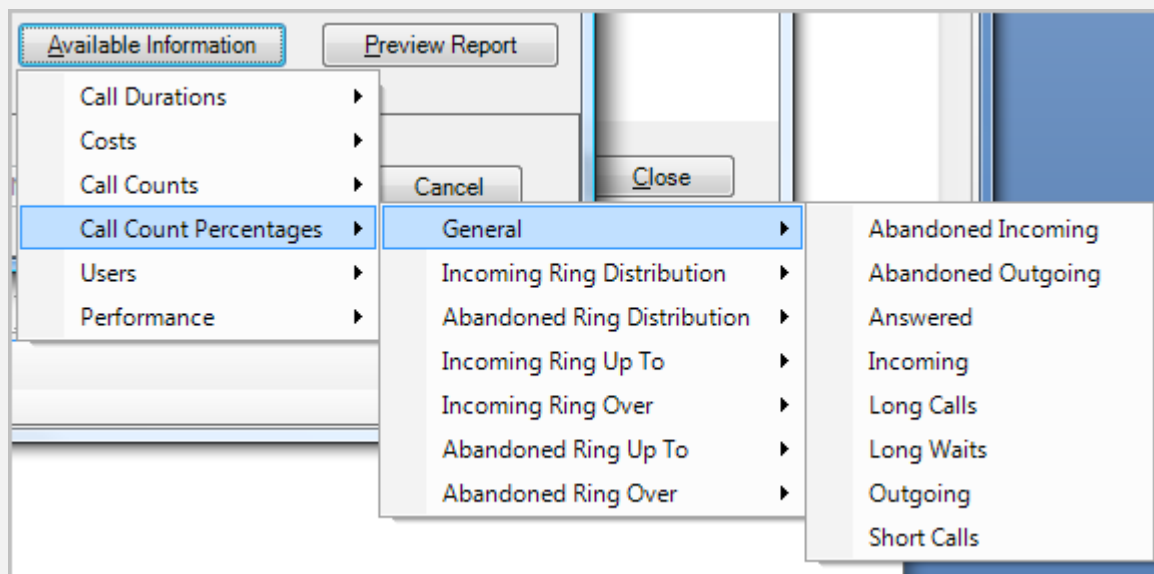 Available Information
Preview Report
Call Durations
Costs
Call Counts
Call Count Percentages
Users
Performance
Cancel
Close
General
Incoming Ring Distribution
Abandoned Ring Distribution
Incoming Ring Up To
Incoming Ring Over
Abandoned Ring Up To
Abandoned Ring Over
Abandoned Incoming
Abandoned Outgoing
Answered
Incoming
Long Calls
Long Waits
Outgoing
Short Calls